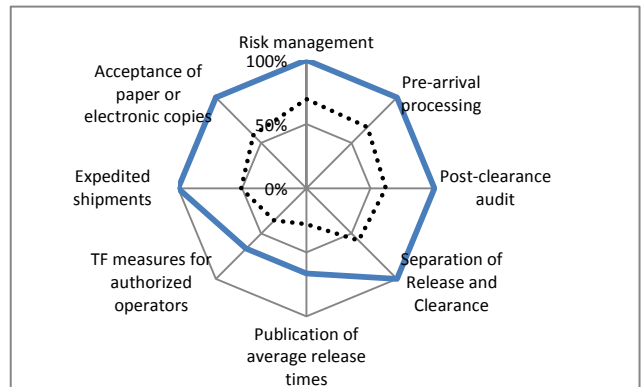 Risk management
100%
Acceptance of
paper or
electronic copies
Pre-arrival
processing
50%
Expedited
shipments
0%
Post-clearance
audit
TF measures for
authorized
operators
Separation of
Release and
Clearance
Publication of
average release
times